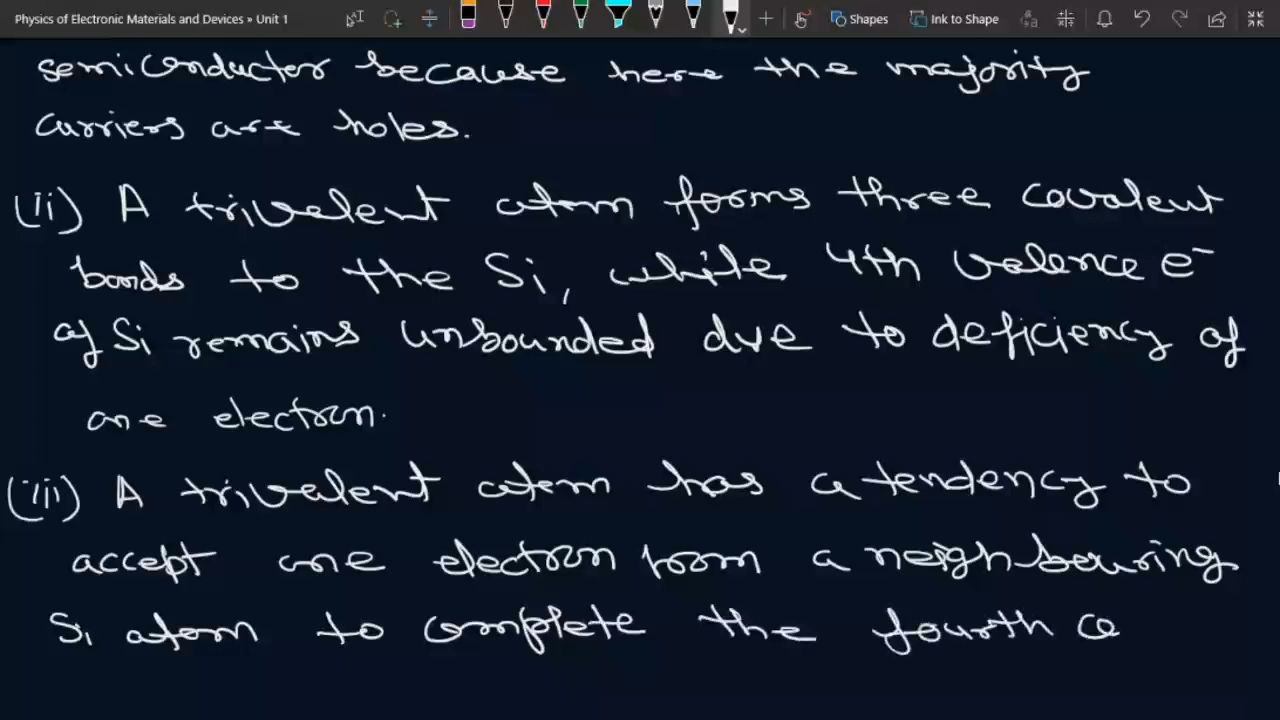 Physics of Electronic Materials and Devices » Unit 1
Shapes
Ink to Shape
semiconductor because here the majority
carriers are holes.
(ii) A trivalent atom forms three covalent
bonds to the Si, while 4th valence e⁻
of Si remains unbounded due to deficiency of
one electron.
(iii) A trivalent atom has a tendency to
accept one electron from a neighbouring
Si atom to complete the fourth co